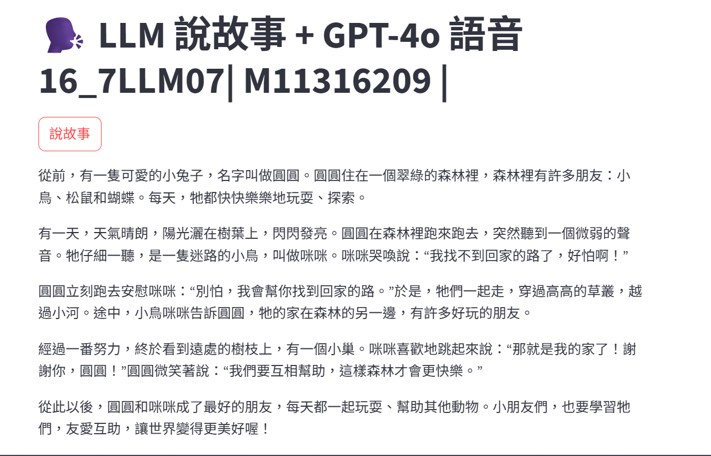 LLM 說故事 + GPT-4o 語音
16_7LLM07| M11316209 |
說故事
從前，有一隻可愛的小兔子，名字叫做圓圓。圓圓住在一個翠綠的森林裡，森林裡有許多朋友：小
鳥、松鼠和蝴蝶。每天，牠都快快樂樂地玩耍、探索。
有一天，天氣晴朗，陽光灑在樹葉上，閃閃發亮。圓圓在森林裡跑來跑去，突然聽到一個微弱的聲
音。牠仔細一聽，是一隻迷路的小鳥，叫做咪咪。咪咪哭喚說：“我找不到回家的路了，好怕啊！”
圓圓立刻跑去安慰咪咪：“別怕，我會幫你找到回家的路。”於是，牠們一起走，穿過高高的草叢，越
過小河。途中，小鳥咪咪告訴圓圓，牠的家在森林的另一邊，有許多好玩的朋友。
經過一番努力，終於看到遠處的樹枝上，有一個小巢。咪咪喜歡地跳起來說：“那就是我的家了！謝
謝你，圓圓！”圓圓微笑著說：“我們要互相幫助，這樣森林才會更快樂。”
從此以後，圓圓和咪咪成了最好的朋友，每天都一起玩耍、幫助其他動物。小朋友們，也要學習牠
們，友愛互助，讓世界變得更美好喔！